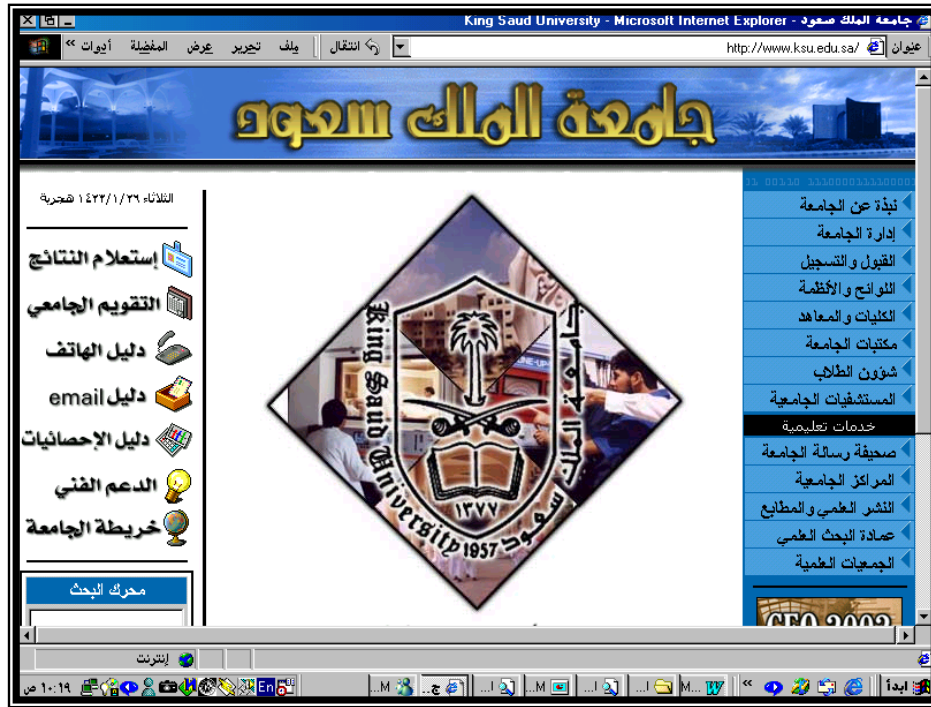 جامعة الملك سعود - King Saud University - Microsoft Internet Explorer
ملف تحرير عرض المفضلة أدوات »
انتقال
عنوان http://www.ksu.edu.sa/
جامعة الملك سعود
نبذة عن الجامعة
إدارة الجامعة
القبول والتسجيل
اللوائح والأنظمة
الكليات والمعاهد
مكتبات الجامعة
شؤون الطلاب
المستشفيات الجامعية
خدمات تعليمية
صحيفة رسالة الجامعة
المراكز الجامعية
النشر العلمي والمطابع
عمادة البحث العلمي
الجمعيات العلمية
CEO 2002
جامعة الملك سعود
King Saud University
١٣٧٧
1957
الثلاثاء ١٤٢٣/١/٢٩ هجرية
إستعلام النتائج
التقويم الجامعي
دليل الهاتف
دليل email
دليل الإحصائيات
الدعم الفني
خريطة الجامعة
محرك البحث
إنترنت
ابدأ
En
١٠:١٩ ص